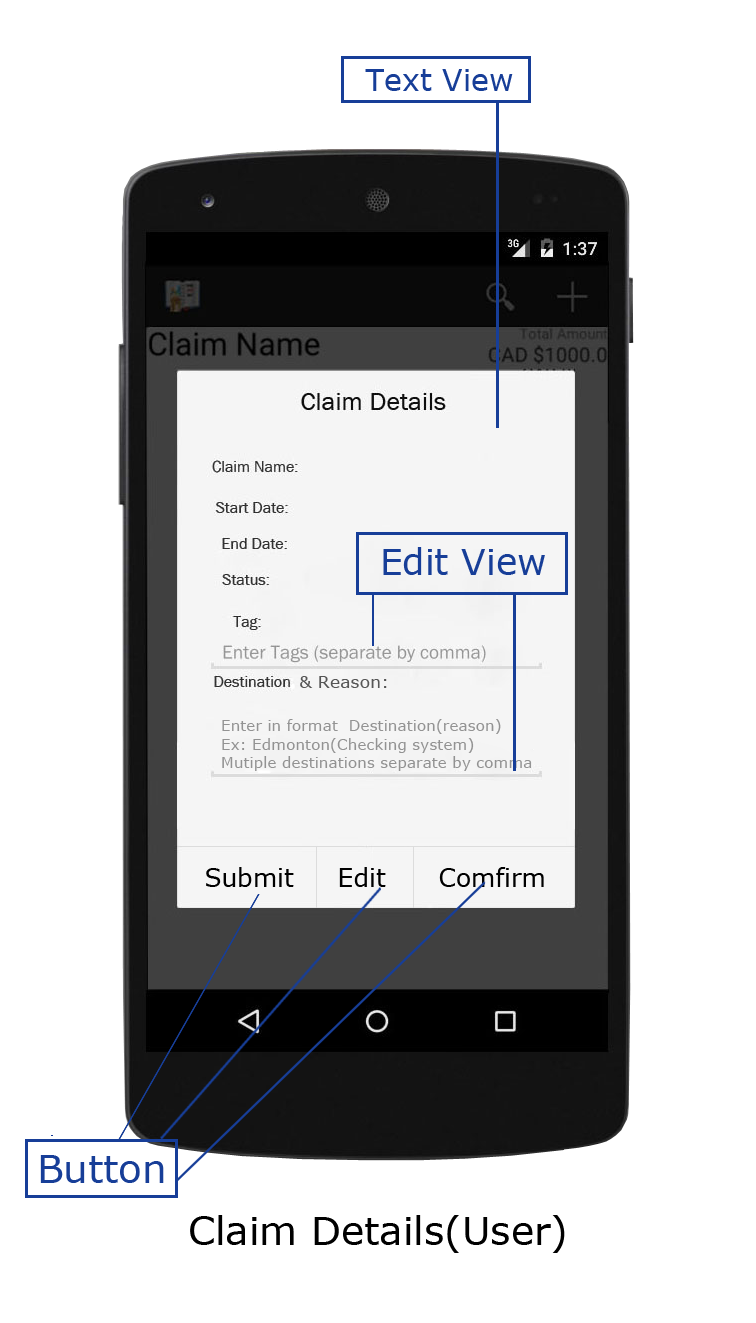 Text View
3G 1:37
Claim Name
Total Amount
CAD $1000.0
Claim Details
Claim Name:
Start Date:
End Date:
Edit View
Status:
Tag:
Enter Tags (separate by comma)
Destination & Reason:
Enter in format Destination(reason)
Ex: Edmonton(Checking system)
Mutiple destinations separate by comma
Submit Edit Comfirm
Button
Claim Details(User)